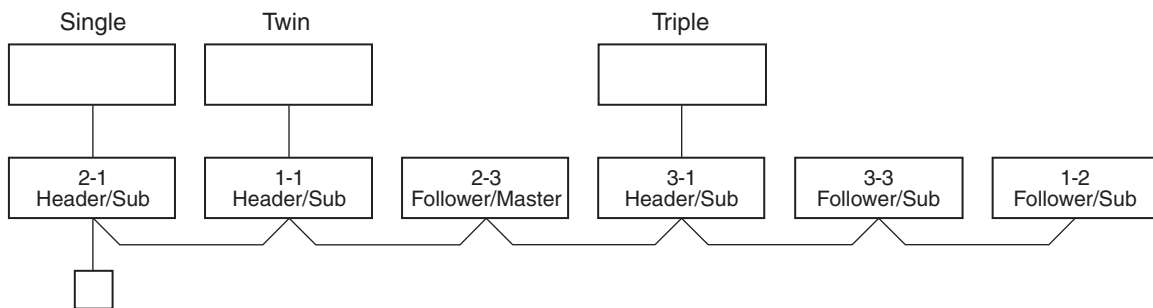 Single
Twin
Triple
2-1
Header/Sub
1-1
Header/Sub
2-3
Follower/Master
3-1
Header/Sub
3-3
Follower/Sub
1-2
Follower/Sub